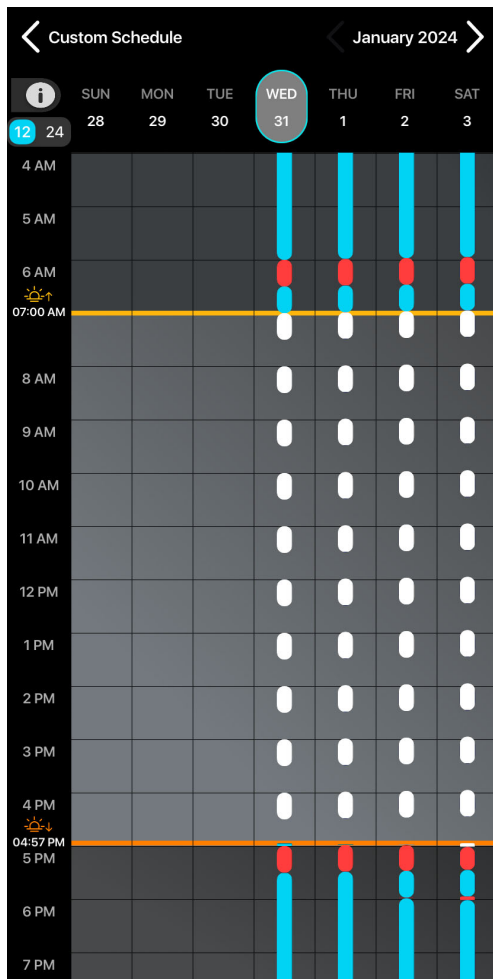 Custom Schedule
January 2024
i
SUN MON TUE WED THU FRI SAT
12 24
28 29 30 31 1 2 3
4 AM
5 AM
6 AM
07:00 AM
8 AM
9 AM
10 AM
11 AM
12 PM
1 PM
2 PM
3 PM
4 PM
04:57 PM
5 PM
6 PM
7 PM